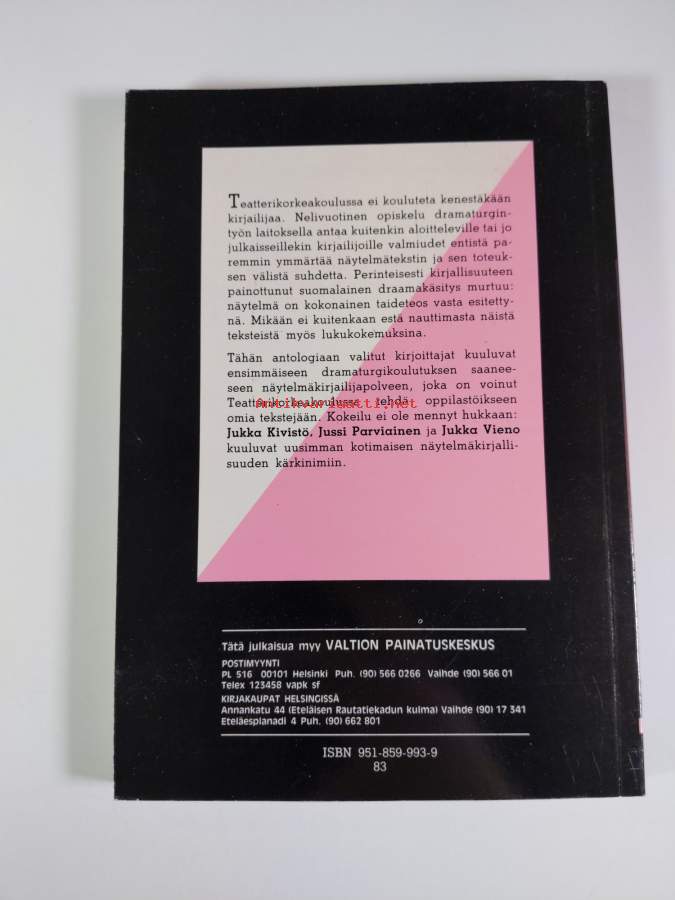 Teatterikorkeakoulussa ei kouluteta kenestäkään
kirjailijaa. Nelivuotinen opiskelu dramaturgin-
työn laitoksella antaa kuitenkin aloitteleville tai jo
julkaisseillekin kirjailijoille valmiudet entistä pa-
remmin ymmärtää näytelmätekstin ja sen toteuk-
sen välistä suhdetta. Perinteisesti kirjallisuuteen
painottunut suomalainen draamakäsitys murtuu:
näytelmä on kokonainen taideteos vasta esitetty-
nä. Mikään ei kuitenkaan estä nauttimasta näistä
teksteistä myös lukukokemuksina.
Tähän antologiaan valitut kirjoittajat kuuluvat
ensimmäiseen dramaturgikoulutuksen saanee-
seen näytelmäkirjailijapolveen, joka on voinut
Teatterikorkeakoulussa tehdä oppilastöikseen
antikvariaatti.net
omia tekstejään. Kokeilu ei ole mennyt hukkaan:
Jukka Kivistö, Jussi Parviainen ja Jukka Vieno
kuuluvat uusimman kotimaisen näytelmäkirjalli-
suuden kärkinimiin.
Tätä julkaisua myy VALTION PAINATUSKESKUS
POSTIMYYNTI
PL 516 00101 Helsinki Puh. (90) 566 0266 Vaihde (90) 566 01
Telex 123458 vapk sf
KIRJAKAUPAT HELSINGISSÄ
Annankatu 44 (Eteläisen Rautatiekadun kulma) Vaihde (90) 17 341
Eteläesplanadi 4 Puh. (90) 662 801
ISBN 951-859-993-9
83